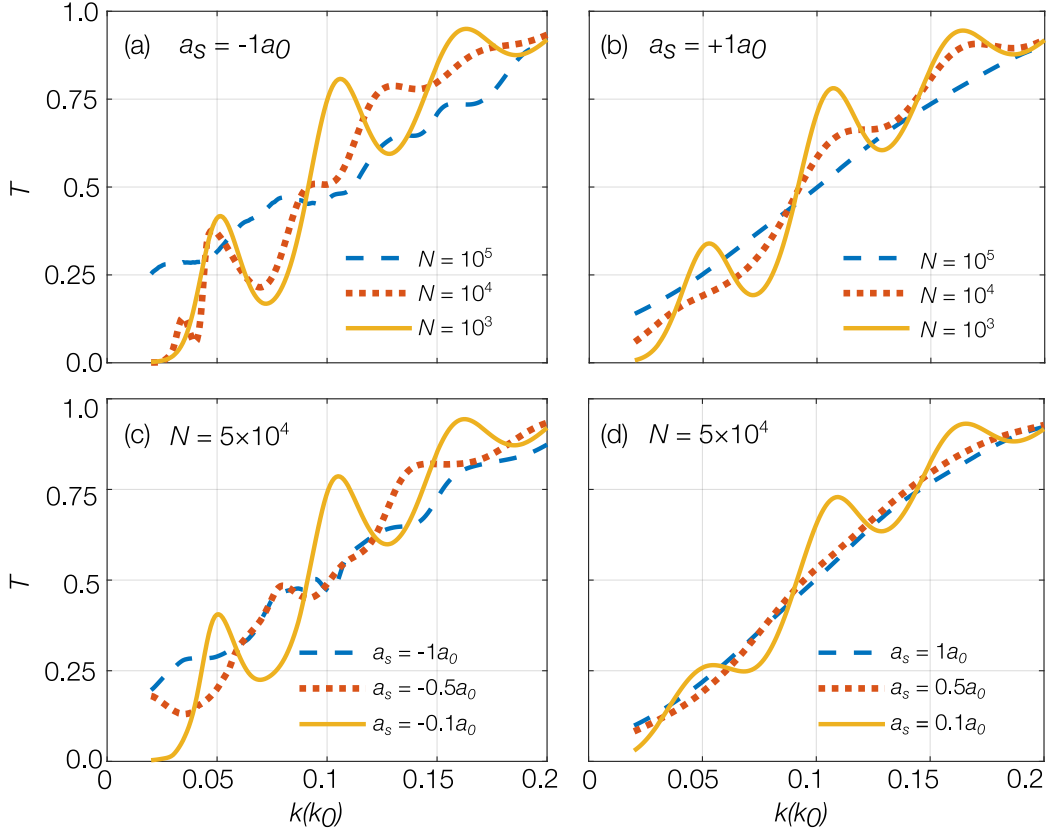 (a) a_s = -1a_0
T
1.0
0.75
0.5
0.25
0.0
N = 10^5
N = 10^4
N = 10^3
(b) a_s = +1a_0
N = 10^5
N = 10^4
N = 10^3
(c) N = 5×10^4
T
1.0
0.75
0.5
0.25
0.0
a_s = -1a_0
a_s = -0.5a_0
a_s = -0.1a_0
0 0.05 0.1 0.15 0.2
k(k_0)
(d) N = 5×10^4
a_s = 1a_0
a_s = 0.5a_0
a_s = 0.1a_0
0 0.05 0.1 0.15 0.2
k(k_0)